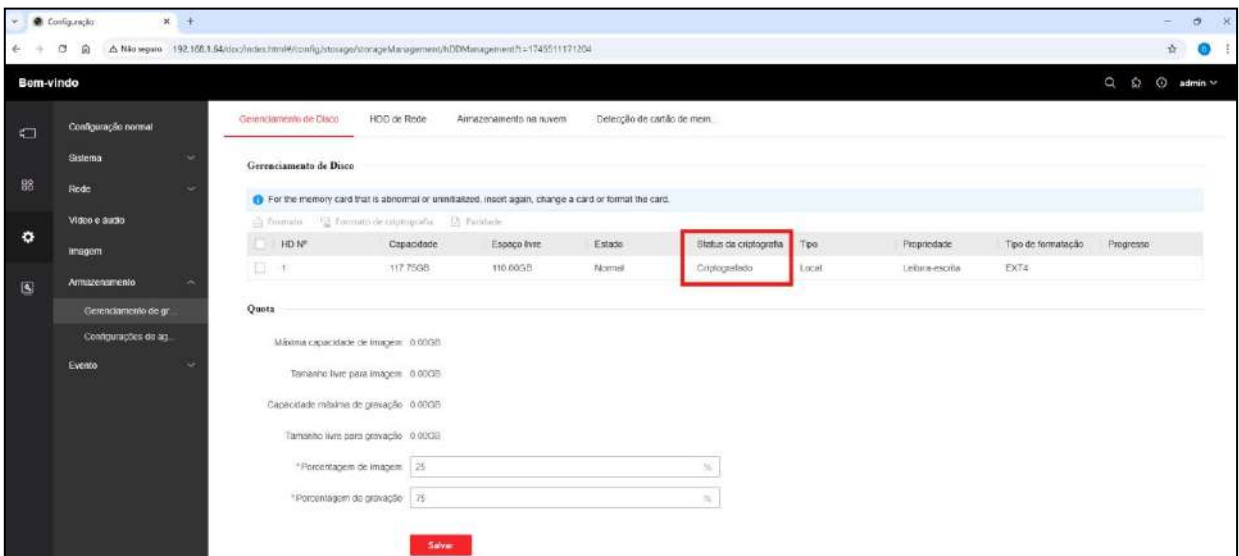 Configuração
Não seguro 192.168.1.64/doc/index.html#/config/storage/storageManagement/hDDManagement?t=1745511171204
Bem-vindo
admin
Configuração normal
Sistema
Rede
Vídeo e áudio
Imagem
Armazenamento
Gerenciamento de gr...
Configurações de ag...
Evento
Gerenciamento de Disco HDD de Rede Armazenamento na nuvem Detecção de cartão de mem...
Gerenciamento de Disco
For the memory card that is abnormal or uninitialized, insert again, change a card or format the card.
Formato Formato de criptografia Paridade
HD Nº Capacidade Espaço livre Estado Status da criptografia Tipo Propriedade Tipo de formatação Progresso
1 117.75GB 110.00GB Normal Criptografado Local Leitura-escrita EXT4
Quota
Máxima capacidade de imagem 0.00GB
Tamanho livre para imagem 0.00GB
Capacidade máxima de gravação 0.00GB
Tamanho livre para gravação 0.00GB
*Porcentagem de imagem 25 %
*Porcentagem de gravação 75 %
Salvar